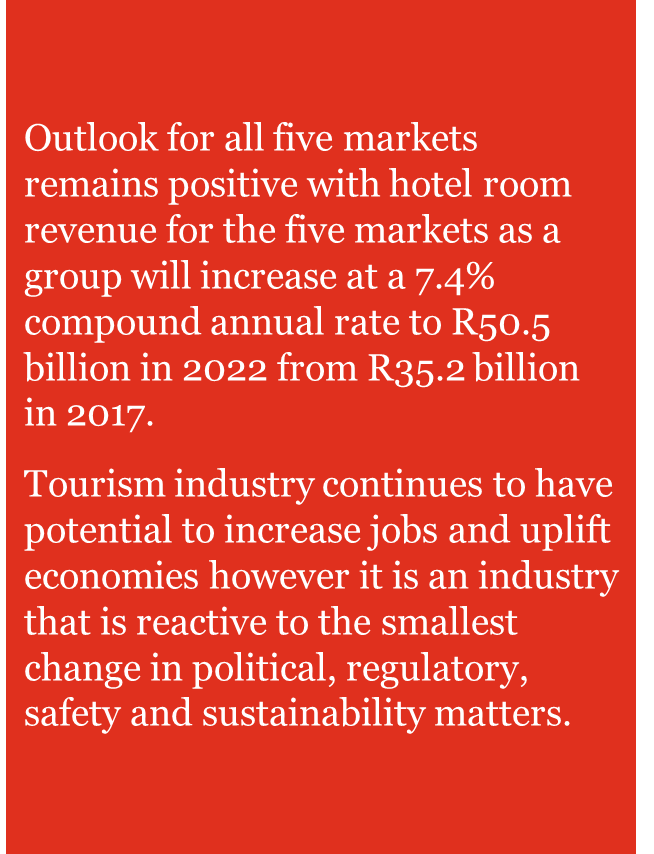 Outlook for all five markets
remains positive with hotel room
revenue for the five markets as a
group will increase at a 7.4%
compound annual rate to R50.5
billion in 2022 from R35.2 billion
in 2017.
Tourism industry continues to have
potential to increase jobs and uplift
economies however it is an industry
that is reactive to the smallest
change in political, regulatory,
safety and sustainability matters.